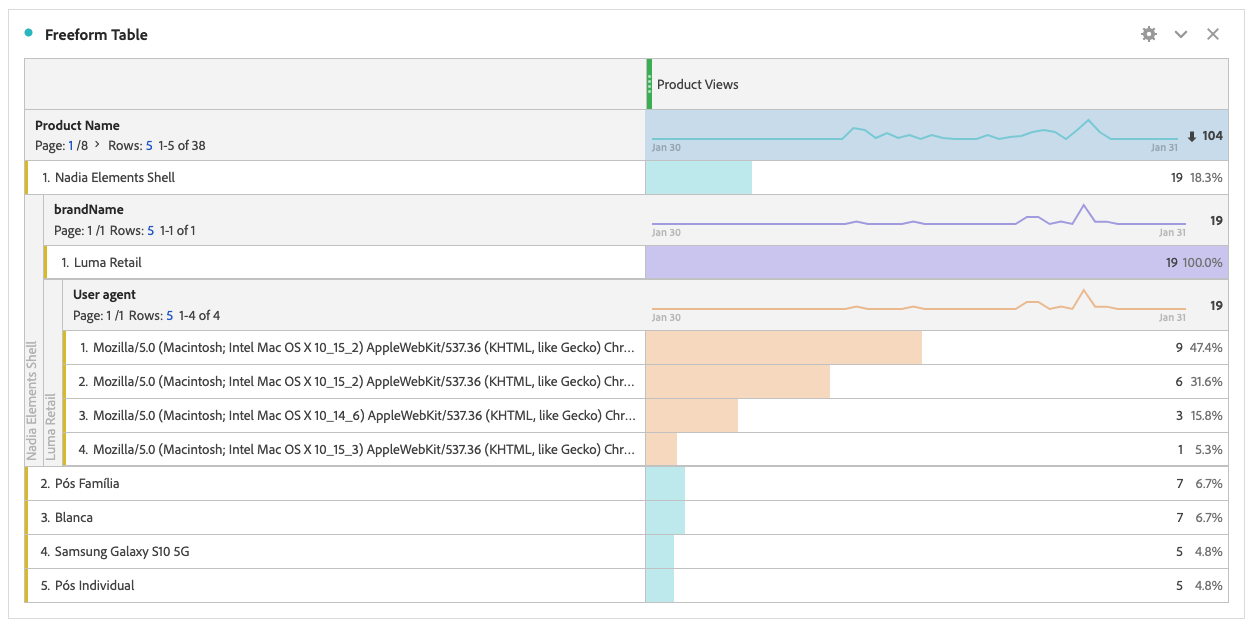 Freeform Table
Product Views
Product Name
Page: 1 /8 > Rows: 5 1-5 of 38
Jan 30
Jan 31
104
1. Nadia Elements Shell
19 18.3%
brandName
Page: 1 /1 Rows: 5 1-1 of 1
Jan 30
Jan 31
19
1. Luma Retail
19 100.0%
User agent
Page: 1 /1 Rows: 5 1-4 of 4
Jan 30
Jan 31
19
1. Mozilla/5.0 (Macintosh; Intel Mac OS X 10_15_2) AppleWebKit/537.36 (KHTML, like Gecko) Chr...
9 47.4%
2. Mozilla/5.0 (Macintosh; Intel Mac OS X 10_15_2) AppleWebKit/537.36 (KHTML, like Gecko) Chr...
6 31.6%
3. Mozilla/5.0 (Macintosh; Intel Mac OS X 10_14_6) AppleWebKit/537.36 (KHTML, like Gecko) Chr...
3 15.8%
4. Mozilla/5.0 (Macintosh; Intel Mac OS X 10_15_3) AppleWebKit/537.36 (KHTML, like Gecko) Chr...
1 5.3%
Nadia Elements Shell
Luma Retail
2. Pós Família
7 6.7%
3. Blanca
7 6.7%
4. Samsung Galaxy S10 5G
5 4.8%
5. Pós Individual
5 4.8%